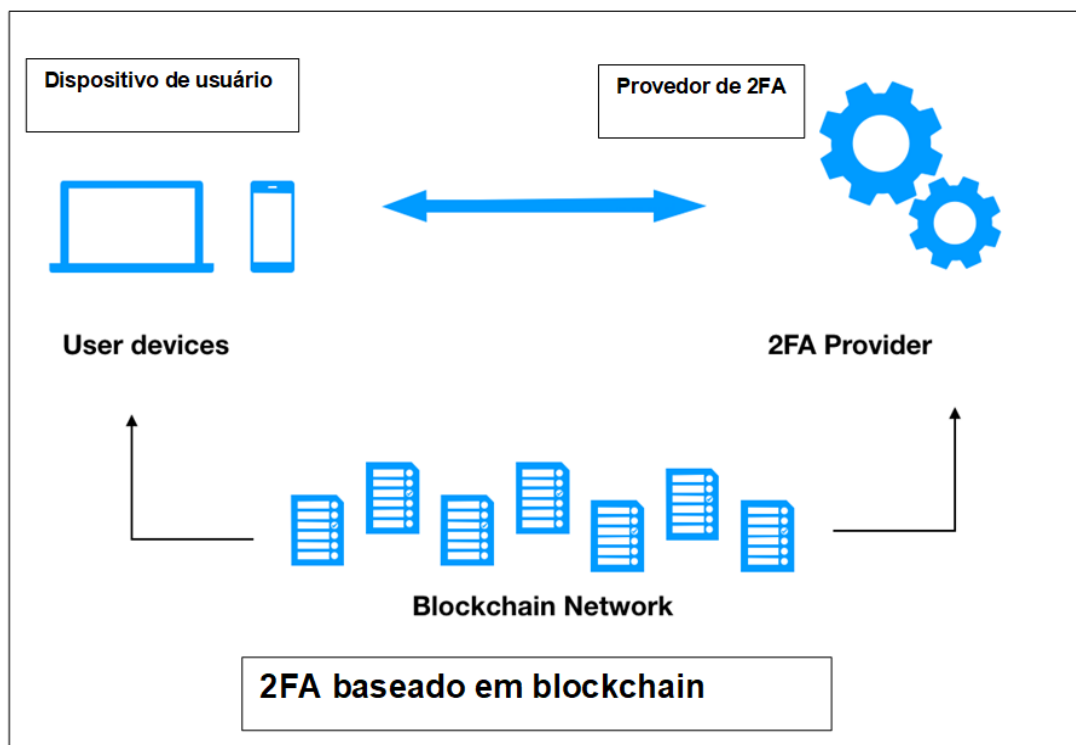 Dispositivo de usuário
Provedor de 2FA
User devices
2FA Provider
Blockchain Network
2FA baseado em blockchain